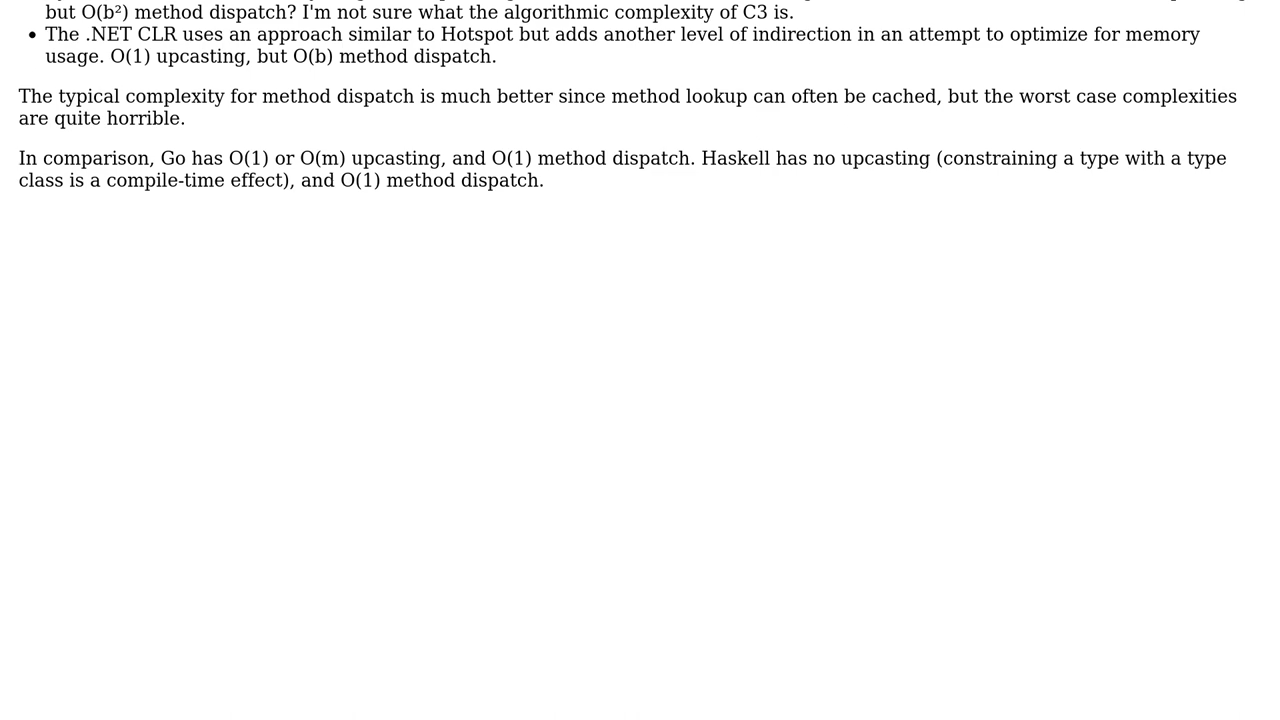 but O(b²) method dispatch? I'm not sure what the algorithmic complexity of C3 is.
• The .NET CLR uses an approach similar to Hotspot but adds another level of indirection in an attempt to optimize for memory
usage. O(1) upcasting, but O(b) method dispatch.
The typical complexity for method dispatch is much better since method lookup can often be cached, but the worst case complexities
are quite horrible.
In comparison, Go has O(1) or O(m) upcasting, and O(1) method dispatch. Haskell has no upcasting (constraining a type with a type
class is a compile-time effect), and O(1) method dispatch.